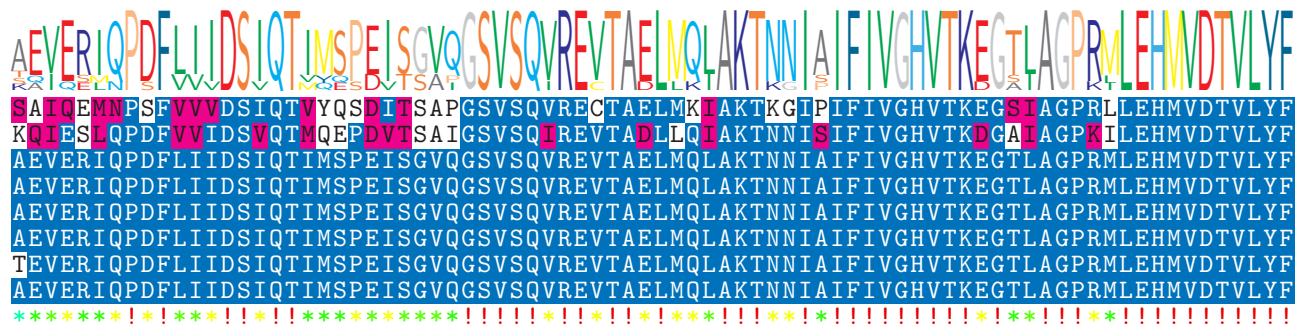 AEVERIQPDFLIIDSIQTIMSPEISGVQGSVSQVREVTAELMQLAKTNNIAIFIVGHVTKEGTLAGPRMLEHMVDTVLYF
SAIQEMNPSFVVVDSIQTVYQSDITSAPGSVSQVRECTAELMKIAKTKGIPIFIVGHVTKEGSIAGPRLLEHMVDTVLYF
KQIESLQPDFVVIDSVQTMQEPDVTSAIGSVSQIREVTADLLQIAKTNNISIFIVGHVTKDGAIAGPKILEHMVDTVLYF
AEVERIQPDFLIIDSIQTIMSPEISGVQGSVSQVREVTAELMQLAKTNNIAIFIVGHVTKEGTLAGPRMLEHMVDTVLYF
AEVERIQPDFLIIDSIQTIMSPEISGVQGSVSQVREVTAELMQLAKTNNIAIFIVGHVTKEGTLAGPRMLEHMVDTVLYF
AEVERIQPDFLIIDSIQTIMSPEISGVQGSVSQVREVTAELMQLAKTNNIAIFIVGHVTKEGTLAGPRMLEHMVDTVLYF
AEVERIQPDFLIIDSIQTIMSPEISGVQGSVSQVREVTAELMQLAKTNNIAIFIVGHVTKEGTLAGPRMLEHMVDTVLYF
TEVERIQPDFLIIDSIQTIMSPEISGVQGSVSQVREVTAELMQLAKTNNIAIFIVGHVTKEGTLAGPRMLEHMVDTVLYF
AEVERIQPDFLIIDSIQTIMSPEISGVQGSVSQVREVTAELMQLAKTNNIAIFIVGHVTKEGTLAGPRMLEHMVDTVLYF
*******!*!***!!*!!**********!!!!!*!!*!!*!***!!!**!*!!!!!!!!!*!**!!!**!!!!!!!!!!!